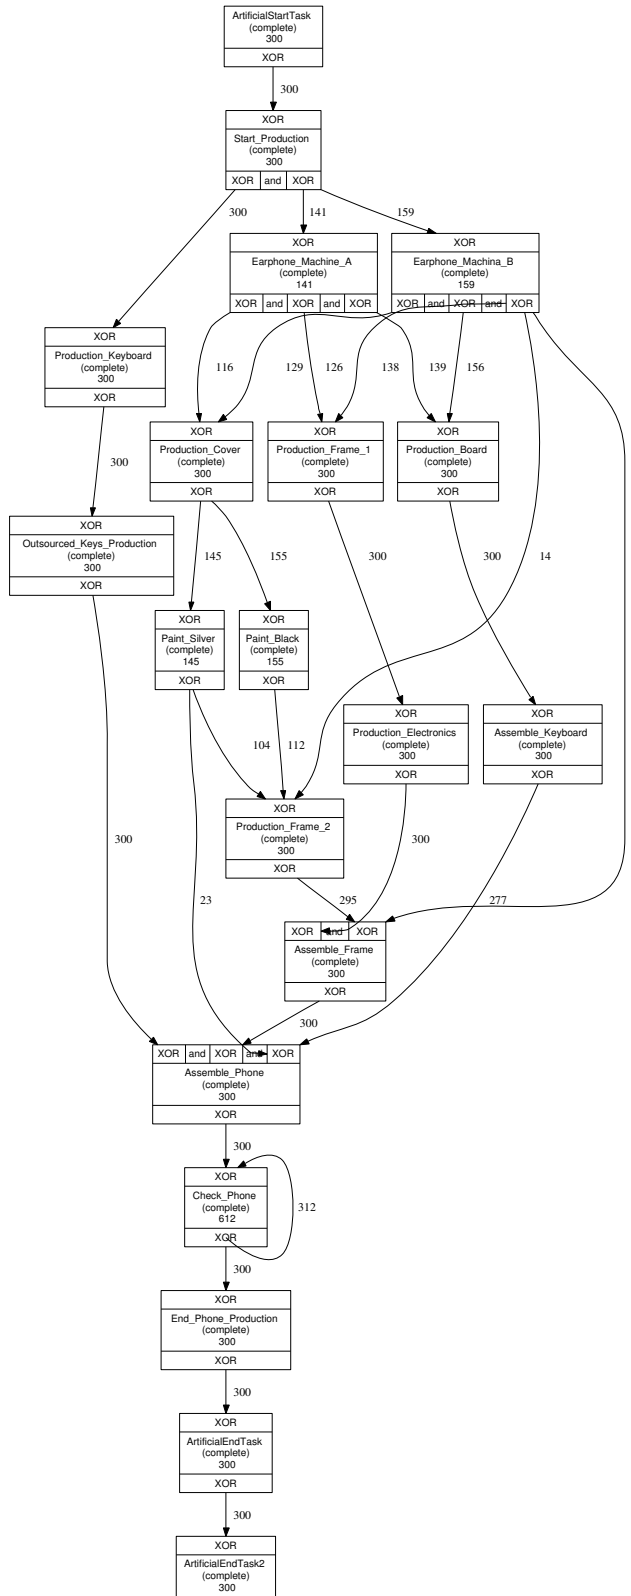 ArtificialStartTask
(complete)
300
XOR
300
XOR
Start_Production
(complete)
300
XOR and XOR
300
141
159
XOR
Earphone_Machine_A
(complete)
141
XOR and XOR and XOR
XOR
Earphone_Machina_B
(complete)
159
XOR and XOR and XOR
XOR
Production_Keyboard
(complete)
300
XOR
116
129
126
138
139
156
XOR
Production_Cover
(complete)
300
XOR
XOR
Production_Frame_1
(complete)
300
XOR
XOR
Production_Board
(complete)
300
XOR
300
XOR
Outsourced_Keys_Production
(complete)
300
XOR
145
155
300
300
14
XOR
Paint_Silver
(complete)
145
XOR
XOR
Paint_Black
(complete)
155
XOR
XOR
Production_Electronics
(complete)
300
XOR
XOR
Assemble_Keyboard
(complete)
300
XOR
104
112
XOR
Production_Frame_2
(complete)
300
XOR
300
300
23
295
277
XOR and XOR
Assemble_Frame
(complete)
300
XOR
300
XOR and XOR and XOR
Assemble_Phone
(complete)
300
XOR
300
XOR
Check_Phone
(complete)
612
XOR
312
300
XOR
End_Phone_Production
(complete)
300
XOR
300
XOR
ArtificialEndTask
(complete)
300
XOR
300
XOR
ArtificialEndTask2
(complete)
300